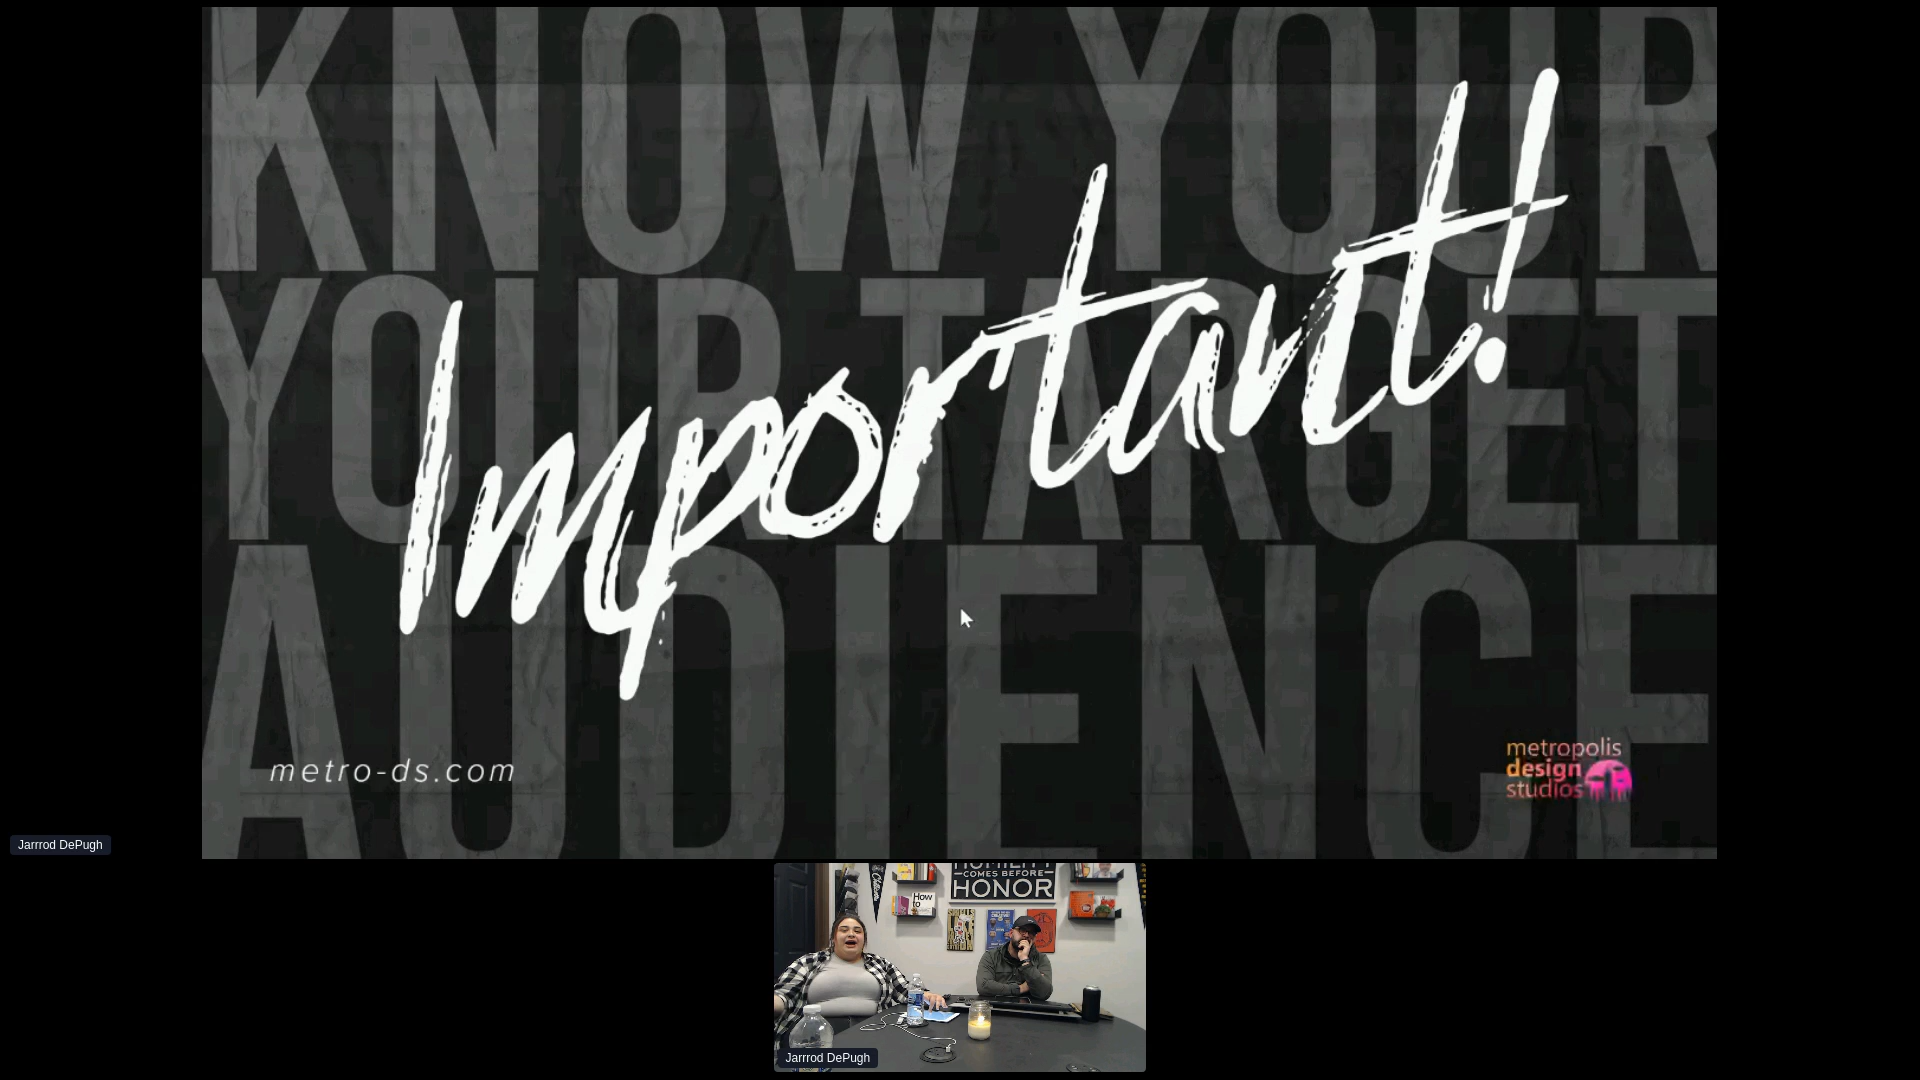 KNOW YOUR
YOUR TARGET
AUDIENCE
Important!
metro-ds.com
metropolis
design
studios
Jarrrod DePugh
HUMILITY
COMES BEFORE
HONOR
How
to
Jarrrod DePugh